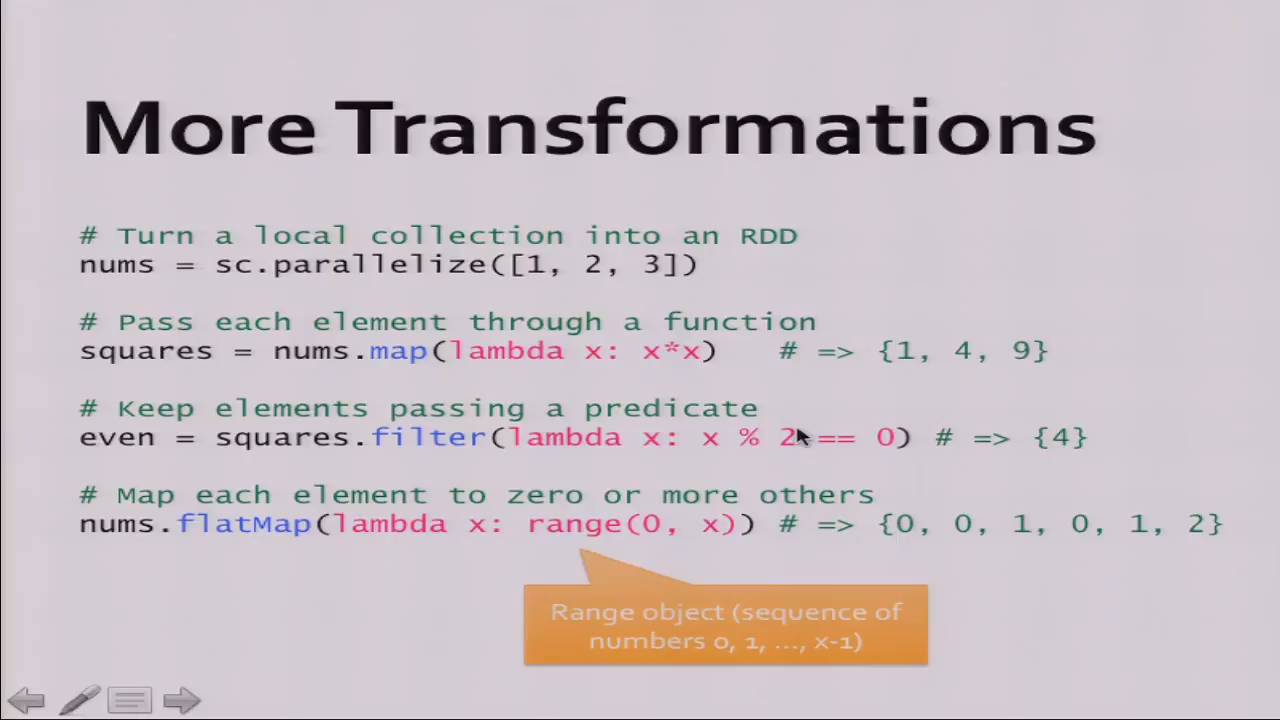 More Transformations
# Turn a local collection into an RDD
nums = sc.parallelize([1, 2, 3])
# Pass each element through a function
squares = nums.map(lambda x: x*x)   # => {1, 4, 9}
# Keep elements passing a predicate
even = squares.filter(lambda x: x % 2 == 0) # => {4}
# Map each element to zero or more others
nums.flatMap(lambda x: range(0, x)) # => {0, 0, 1, 0, 1, 2}
Range object (sequence of
numbers 0, 1, …, x-1)